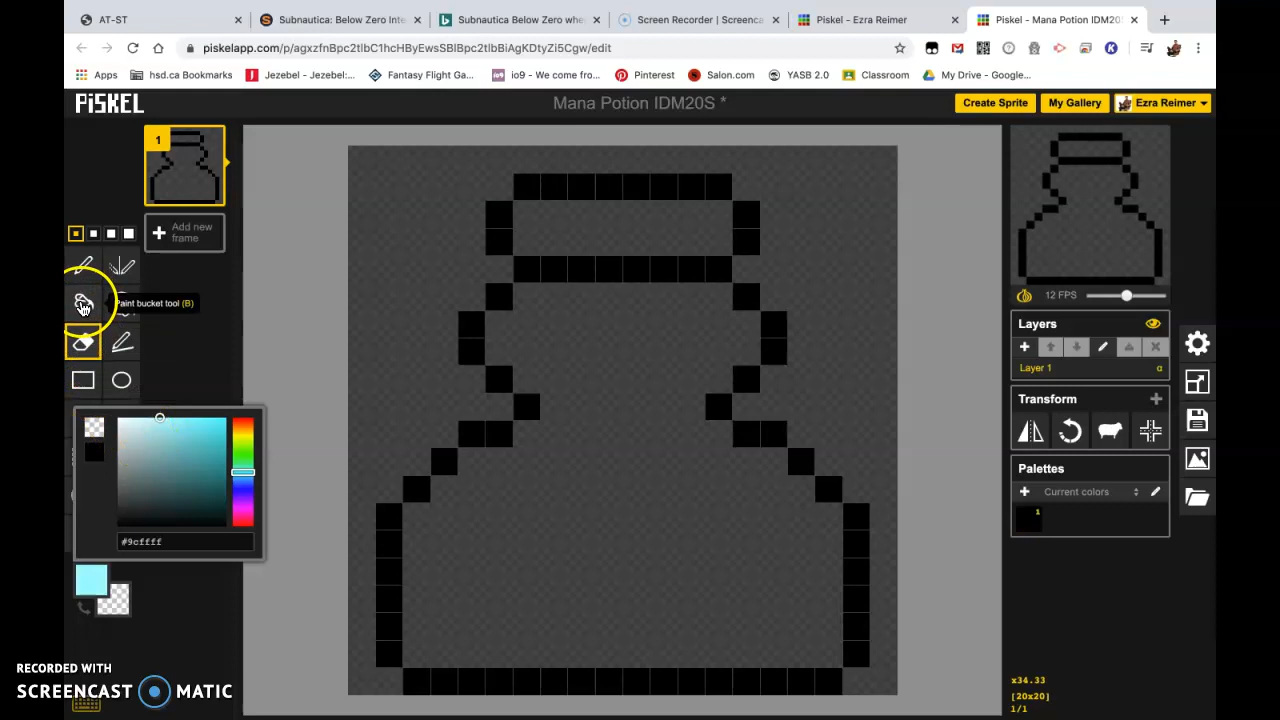 AT-ST
Subnautica: Below Zero Inte
Subnautica Below Zero whe
Screen Recorder | Screenca
Piskel - Ezra Reimer
Piskel - Mana Potion IDM20
piskelapp.com/p/agxzfnBpc2tlbC1hcHByEwsSBlBpc2tlbBiAgKDtyZi5Cgw/edit
Apps
hsd.ca Bookmarks
Jezebel - Jezebel:...
Fantasy Flight Ga...
io9 - We come fro...
Pinterest
Salon.com
YASB 2.0
Classroom
My Drive - Google...
PiSKEL
Mana Potion IDM20S *
Create Sprite
My Gallery
Ezra Reimer
1
Add new
frame
Paint bucket tool (B)
#9cffff
12 FPS
Layers
Layer 1
α
Transform
Palettes
Current colors
1
x34.33
[20x20]
1/1
RECORDED WITH
SCREENCAST MATIC